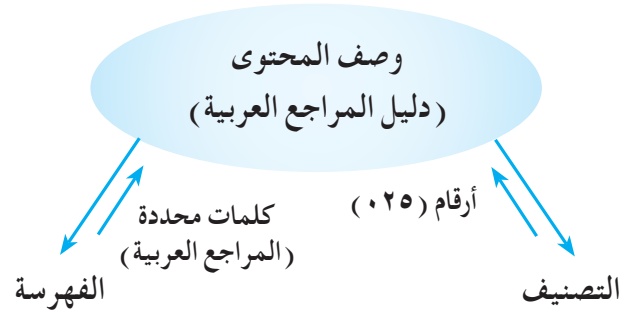 وصف المحتوى
(دليل المراجع العربية)
أرقام (٠٢٥)
كلمات محددة
(المراجع العربية)
التصنيف
الفهرسة